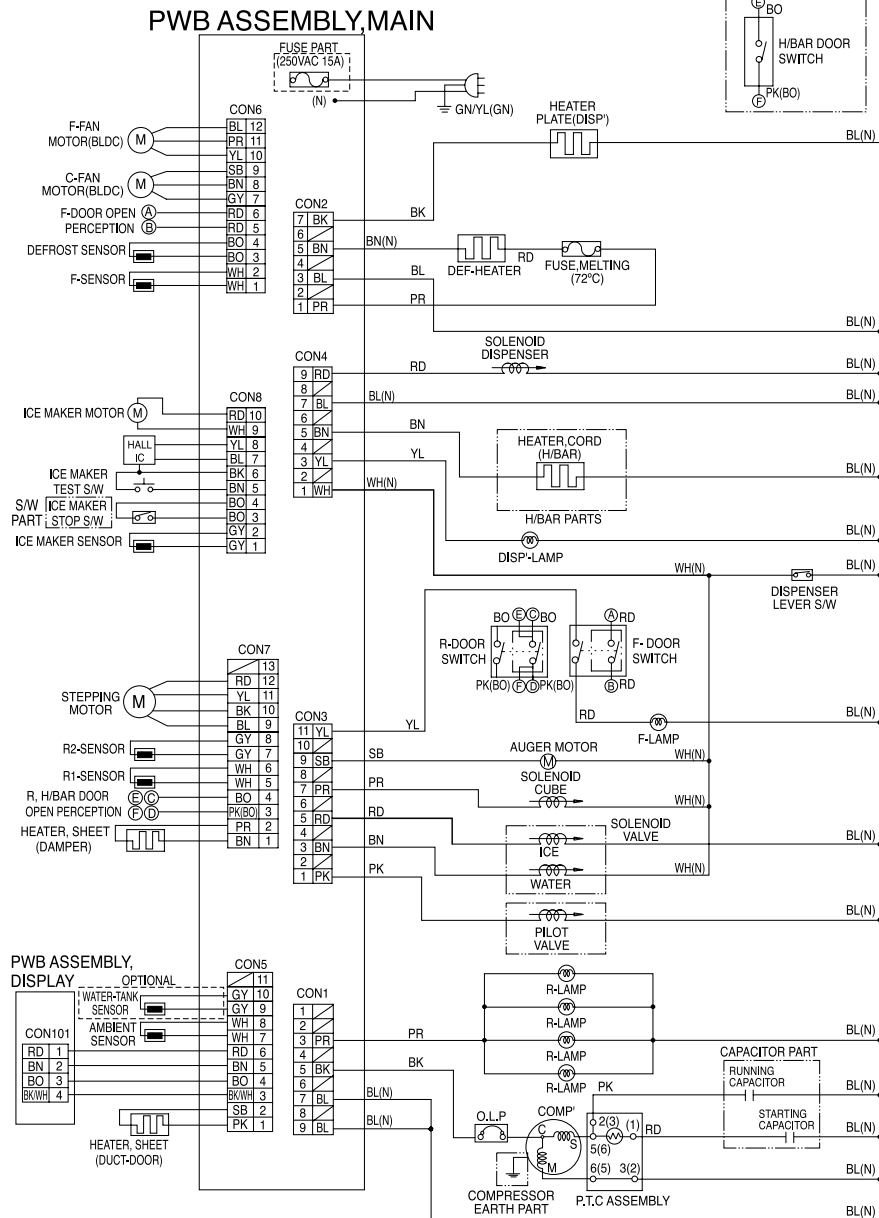 PWB ASSEMBLY,MAIN
FUSE PART
(250VAC 15A)
(N)
GN/YL(GN)
E
BO
H/BAR DOOR
SWITCH
F
PK(BO)
HEATER
PLATE(DISP')
BL(N)
CON6
F-FAN
MOTOR(BLDC)
M
BL 12
PR 11
YL 10
C-FAN
MOTOR(BLDC)
M
SB 9
BN 8
GY 7
F-DOOR OPEN A
PERCEPTION B
RD 6
RD 5
DEFROST SENSOR
BO 4
BO 3
F-SENSOR
WH 2
WH 1
CON2
7 BK
6
5 BN
4
3 BL
2
1 PR
BK
BN(N)
DEF-HEATER
RD
FUSE,MELTING
(72°C)
BL
PR
BL(N)
CON4
9 RD
8
7 BL
6
5 BN
4
3 YL
2
1 WH
RD
SOLENOID
DISPENSER
BL(N)
BL(N)
BL(N)
BN
YL
WH(N)
HEATER,CORD
(H/BAR)
H/BAR PARTS
BL(N)
DISP'-LAMP
BL(N)
WH(N)
BL(N)
DISPENSER
LEVER S/W
CON8
ICE MAKER MOTOR M
RD 10
WH 9
HALL
IC
YL 8
BL 7
ICE MAKER
TEST S/W
BK 6
BN 5
S/W
PART
ICE MAKER
STOP S/W
BO 4
BO 3
ICE MAKER SENSOR
GY 2
GY 1
R-DOOR
SWITCH
BO E C BO
PK(BO) F D PK(BO)
A RD
F- DOOR
SWITCH
B RD
CON7
13
RD 12
YL 11
BK 10
BL 9
GY 8
GY 7
WH 6
WH 5
BO 4
PK(BO) 3
PR 2
BN 1
STEPPING
MOTOR
M
R2-SENSOR
R1-SENSOR
R, H/BAR DOOR E C
OPEN PERCEPTION F D
HEATER, SHEET
(DAMPER)
CON3
11 YL
10
9 SB
8
7 PR
6
5 RD
4
3 BN
2
1 PK
YL
RD
F-LAMP
BL(N)
SB
AUGER MOTOR
M
WH(N)
PR
SOLENOID
CUBE
WH(N)
RD
SOLENOID
VALVE
ICE
BL(N)
BN
WATER
WH(N)
PK
PILOT
VALVE
BL(N)
PWB ASSEMBLY,
DISPLAY
OPTIONAL
WATER-TANK
SENSOR
AMBIENT
SENSOR
CON101
RD 1
BN 2
BO 3
BK/WH 4
HEATER, SHEET
(DUCT-DOOR)
CON5
11
GY 10
GY 9
WH 8
WH 7
RD 6
BN 5
BO 4
BK/WH 3
SB 2
PK 1
CON1
1
2
3 PR
4
5 BK
6
7 BL
8
9 BL
PR
BK
BL(N)
BL(N)
R-LAMP
R-LAMP
R-LAMP
R-LAMP
BL(N)
CAPACITOR PART
RUNNING
CAPACITOR
BL(N)
STARTING
CAPACITOR
BL(N)
O.L.P
COMP'
C
S
M
PK
2(3)
(1)
RD
5(6)
6(5)
3(2)
BL(N)
COMPRESSOR
EARTH PART
P.T.C ASSEMBLY
BL(N)